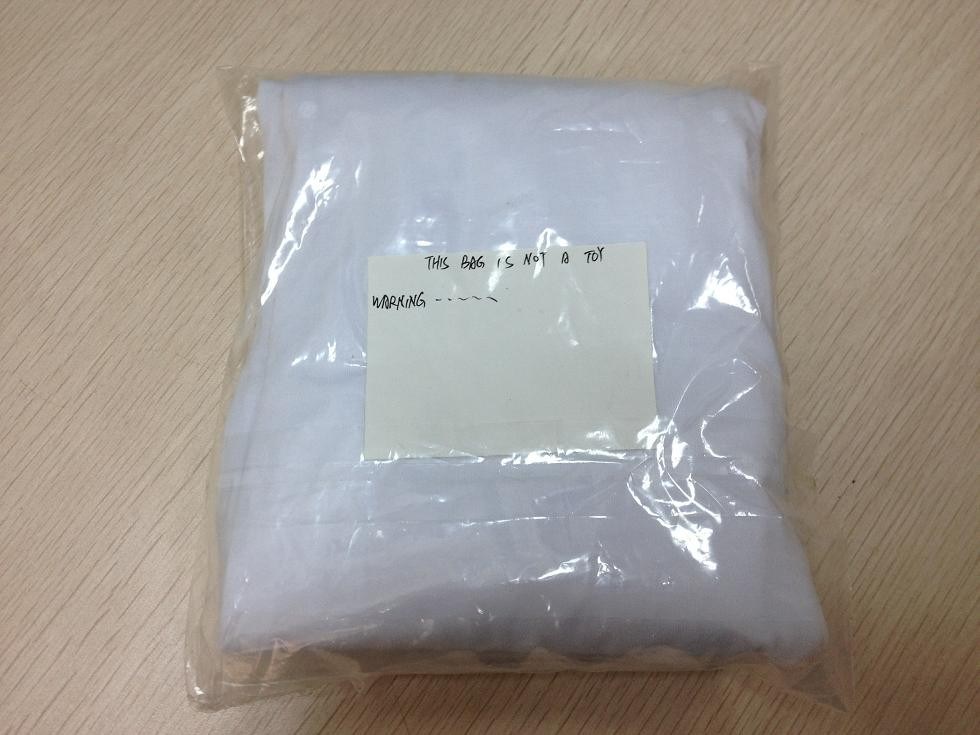 THIS BAG IS NOT A TOY
WARNING -----